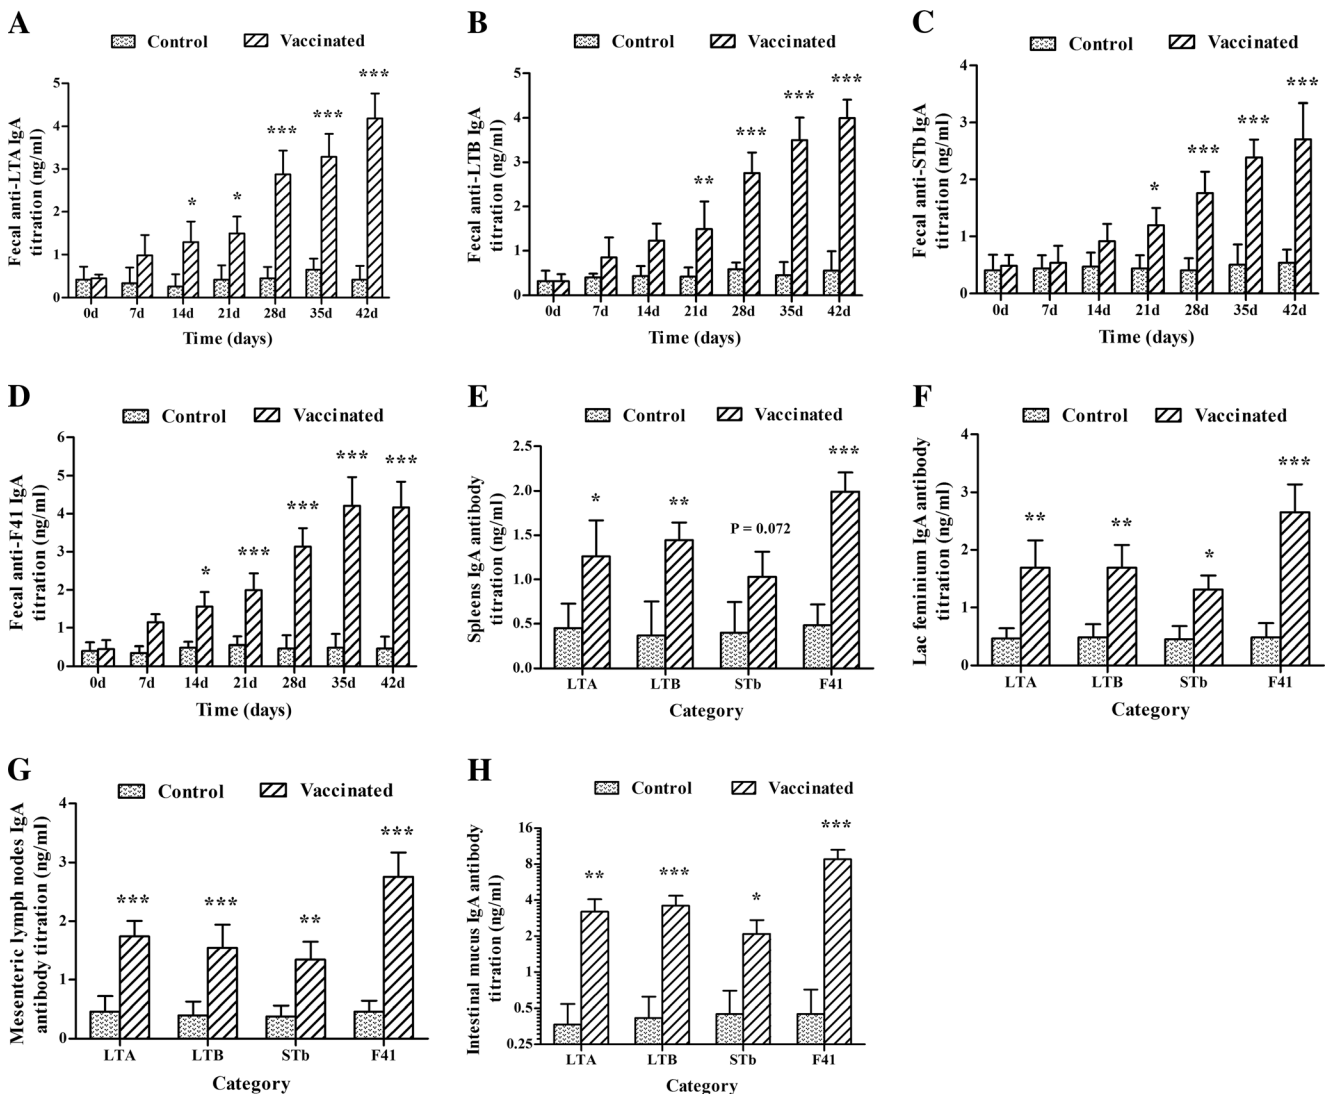 A
Control Vaccinated
Fecal anti-LTA IgA
titration (ng/ml)
5
4
3
2
1
0
* * *** *** ***
0d 7d 14d 21d 28d 35d 42d
Time (days)
B
Control Vaccinated
Fecal anti-LTB IgA
titration (ng/ml)
5
4
3
2
1
0
** *** *** ***
0d 7d 14d 21d 28d 35d 42d
Time (days)
C
Control Vaccinated
Fecal anti-STb IgA
titration (ng/ml)
4
3
2
1
0
* *** *** ***
0d 7d 14d 21d 28d 35d 42d
Time (days)
D
Control Vaccinated
Fecal anti-F41 IgA
titration (ng/ml)
6
5
4
3
2
1
0
* *** *** *** ***
0d 7d 14d 21d 28d 35d 42d
Time (days)
E
Control Vaccinated
Spleens IgA antibody
titration (ng/ml)
2.5
2.0
1.5
1.0
0.5
0.0
* ** P = 0.072 ***
LTA LTB STb F41
Category
F
Control Vaccinated
Lac feminium IgA antibody
titration (ng/ml)
4
3
2
1
0
** ** * ***
LTA LTB STb F41
Category
G
Control Vaccinated
Mesenteric lymph nodes IgA
antibody titration (ng/ml)
4
3
2
1
0
*** *** ** ***
LTA LTB STb F41
Category
H
Control Vaccinated
Intestinal mucus IgA antibody
titration (ng/ml)
16
8
4
2
1
0.5
0.25
** *** * ***
LTA LTB STb F41
Category